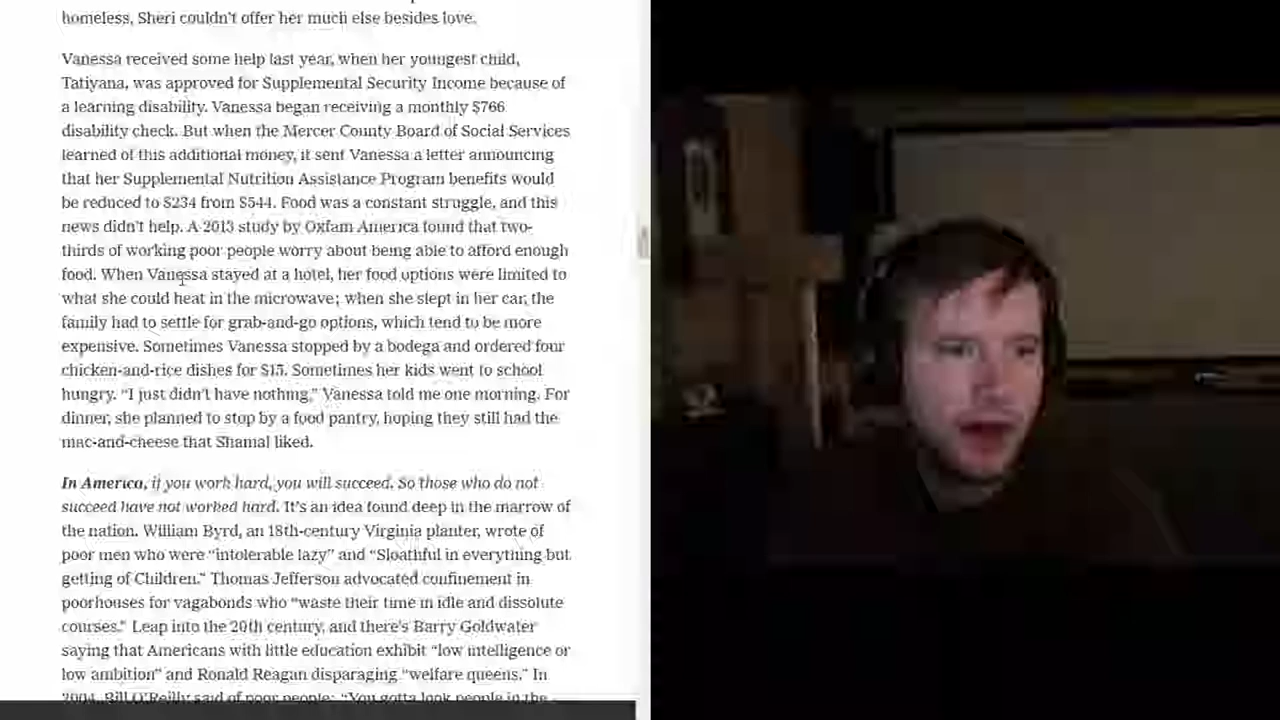 homeless, Sheri couldn't offer her much else besides love.
Vanessa received some help last year, when her youngest child,
Tatiyana, was approved for Supplemental Security Income because of
a learning disability. Vanessa began receiving a monthly $766
disability check. But when the Mercer County Board of Social Services
learned of this additional money, it sent Vanessa a letter announcing
that her Supplemental Nutrition Assistance Program benefits would
be reduced to $234 from $544. Food was a constant struggle, and this
news didn't help. A 2013 study by Oxfam America found that two-
thirds of working poor people worry about being able to afford enough
food. When Vanessa stayed at a hotel, her food options were limited to
what she could heat in the microwave; when she slept in her car, the
family had to settle for grab-and-go options, which tend to be more
expensive. Sometimes Vanessa stopped by a bodega and ordered four
chicken-and-rice dishes for $15. Sometimes her kids went to school
hungry. “I just didn't have nothing,” Vanessa told me one morning. For
dinner, she planned to stop by a food pantry, hoping they still had the
mac-and-cheese that Shamal liked.
In America, if you work hard, you will succeed. So those who do not
succeed have not worked hard. It's an idea found deep in the marrow of
the nation. William Byrd, an 18th-century Virginia planter, wrote of
poor men who were “intolerable lazy” and “Sloathful in everything but
getting of Children.” Thomas Jefferson advocated confinement in
poorhouses for vagabonds who “waste their time in idle and dissolute
courses.” Leap into the 20th century, and there's Barry Goldwater
saying that Americans with little education exhibit “low intelligence or
low ambition” and Ronald Reagan disparaging “welfare queens.” In
2004, Bill O'Reilly said of poor people: “You gotta look people in the